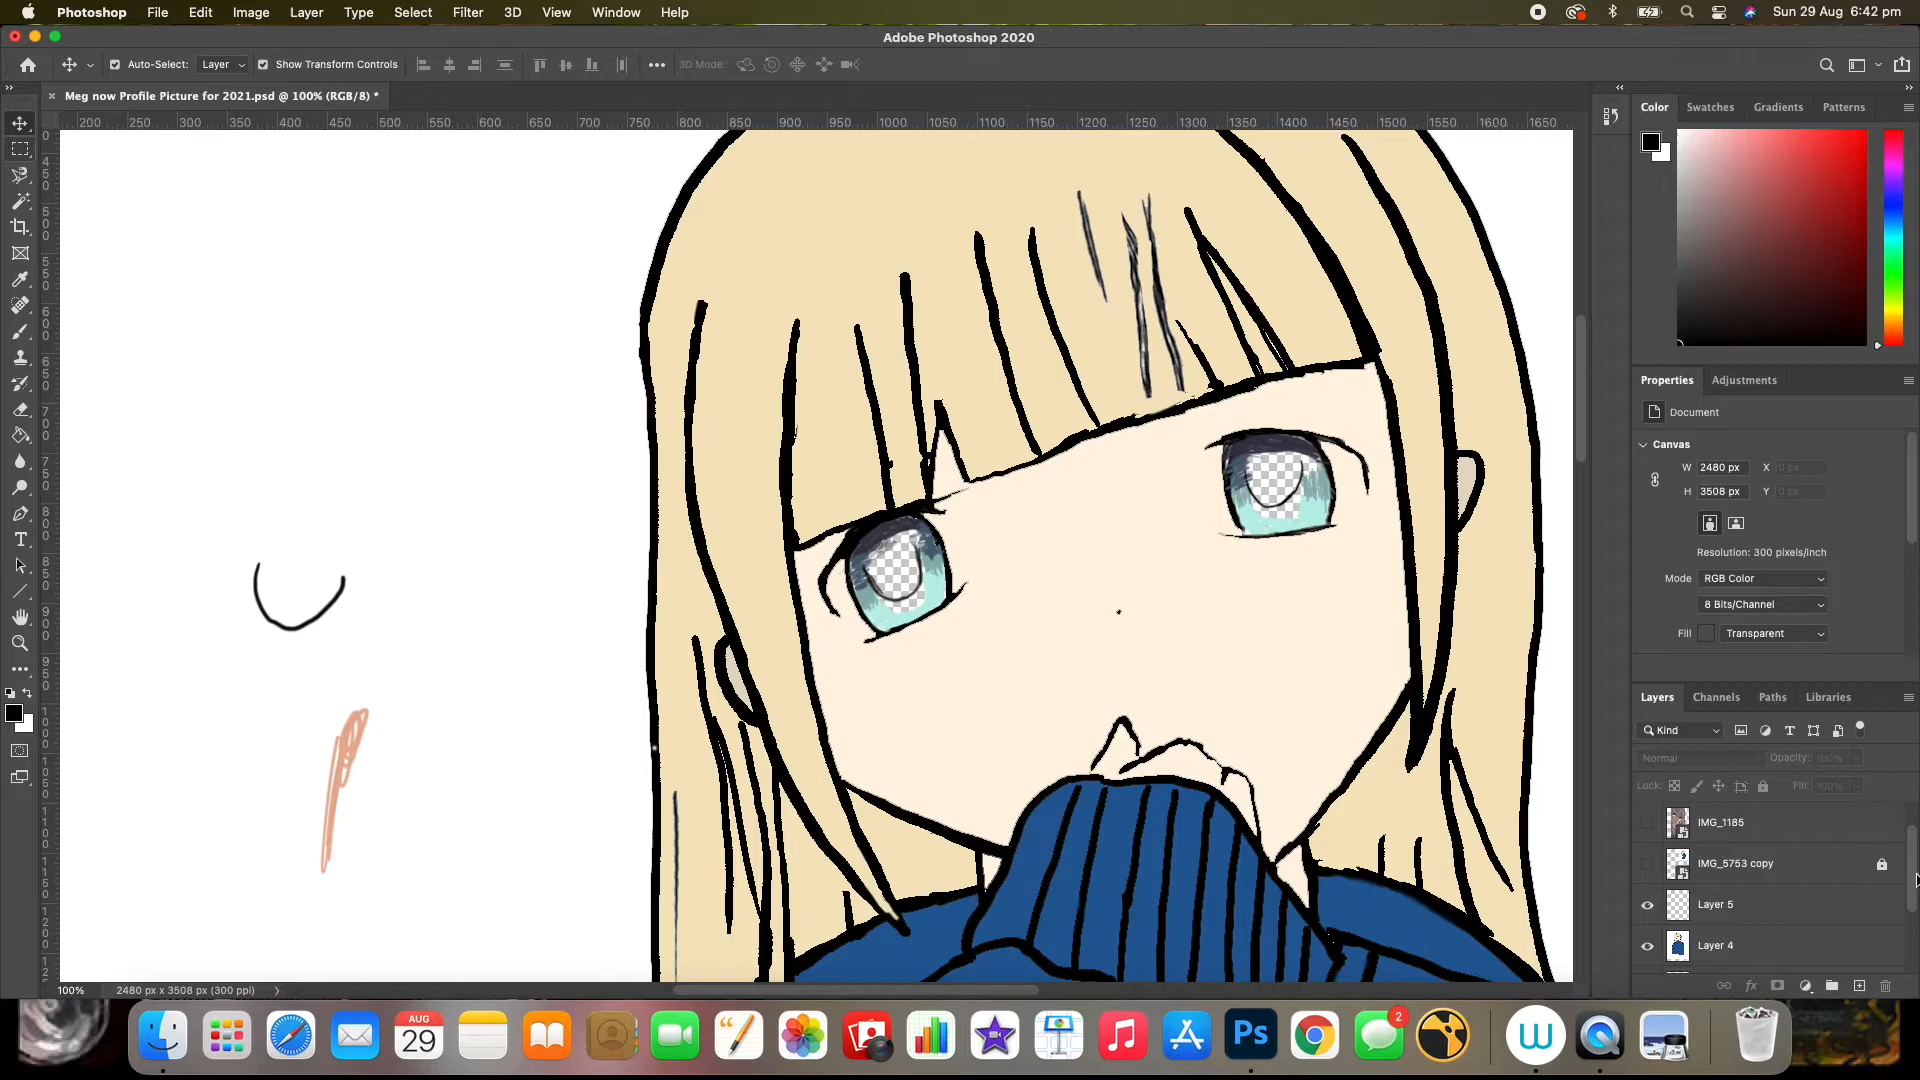 Photoshop File Edit Image Layer Type Select Filter 3D View Window Help Sun 29 Aug 6:42 pm
Adobe Photoshop 2020
Auto-Select: Layer Show Transform Controls 3D Mode:
Meg now Profile Picture for 2021.psd @ 100% (RGB/8) *
200 250 300 350 400 450 500 550 600 650 700 750 800 850 900 950 1000 1050 1100 1150 1200 1250 1300 1350 1400 1450 1500 1550 1600 1650
Color Swatches Gradients Patterns
Properties Adjustments
Document
Canvas
W 2480 px X 0 px
H 3508 px Y 0 px
Resolution: 300 pixels/inch
Mode RGB Color
8 Bits/Channel
Fill Transparent
Layers Channels Paths Libraries
Kind
Normal Opacity: 100%
Lock: Fill: 100%
IMG_1185
IMG_5753 copy
Layer 5
Layer 4
100% 2480 px x 3508 px (300 ppi)
AUG
29
Ps
2
W